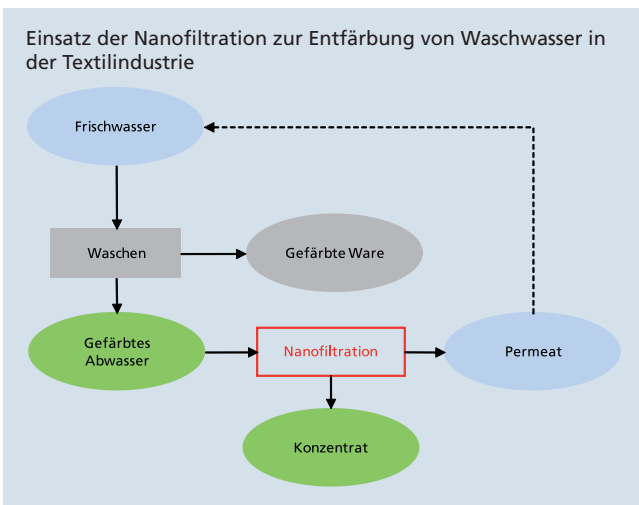 Einsatz der Nanofiltration zur Entfärbung von Waschwasser in
der Textilindustrie
Frischwasser
Waschen
Gefärbte Ware
Gefärbtes
Abwasser
Nanofiltration
Permeat
Konzentrat